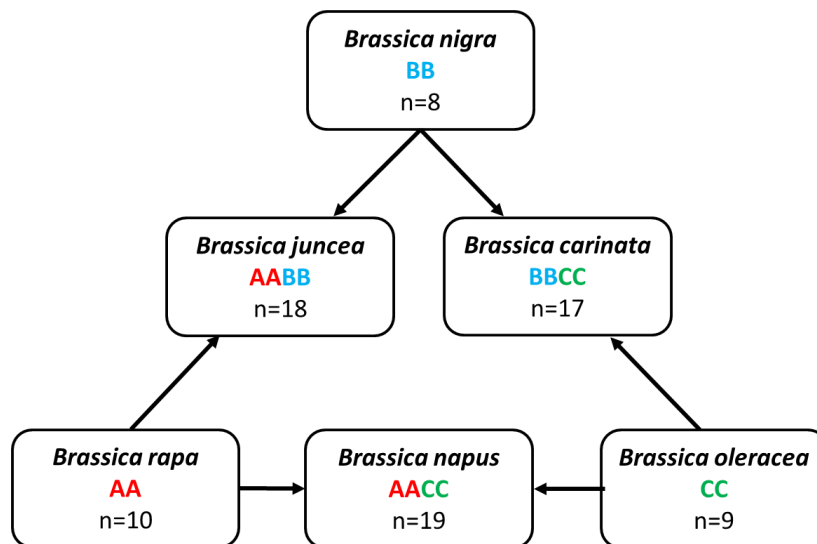 Brassica nigra
BB
n=8
Brassica juncea
AABB
n=18
Brassica carinata
BBCC
n=17
Brassica rapa
AA
n=10
Brassica napus
AACC
n=19
Brassica oleracea
CC
n=9